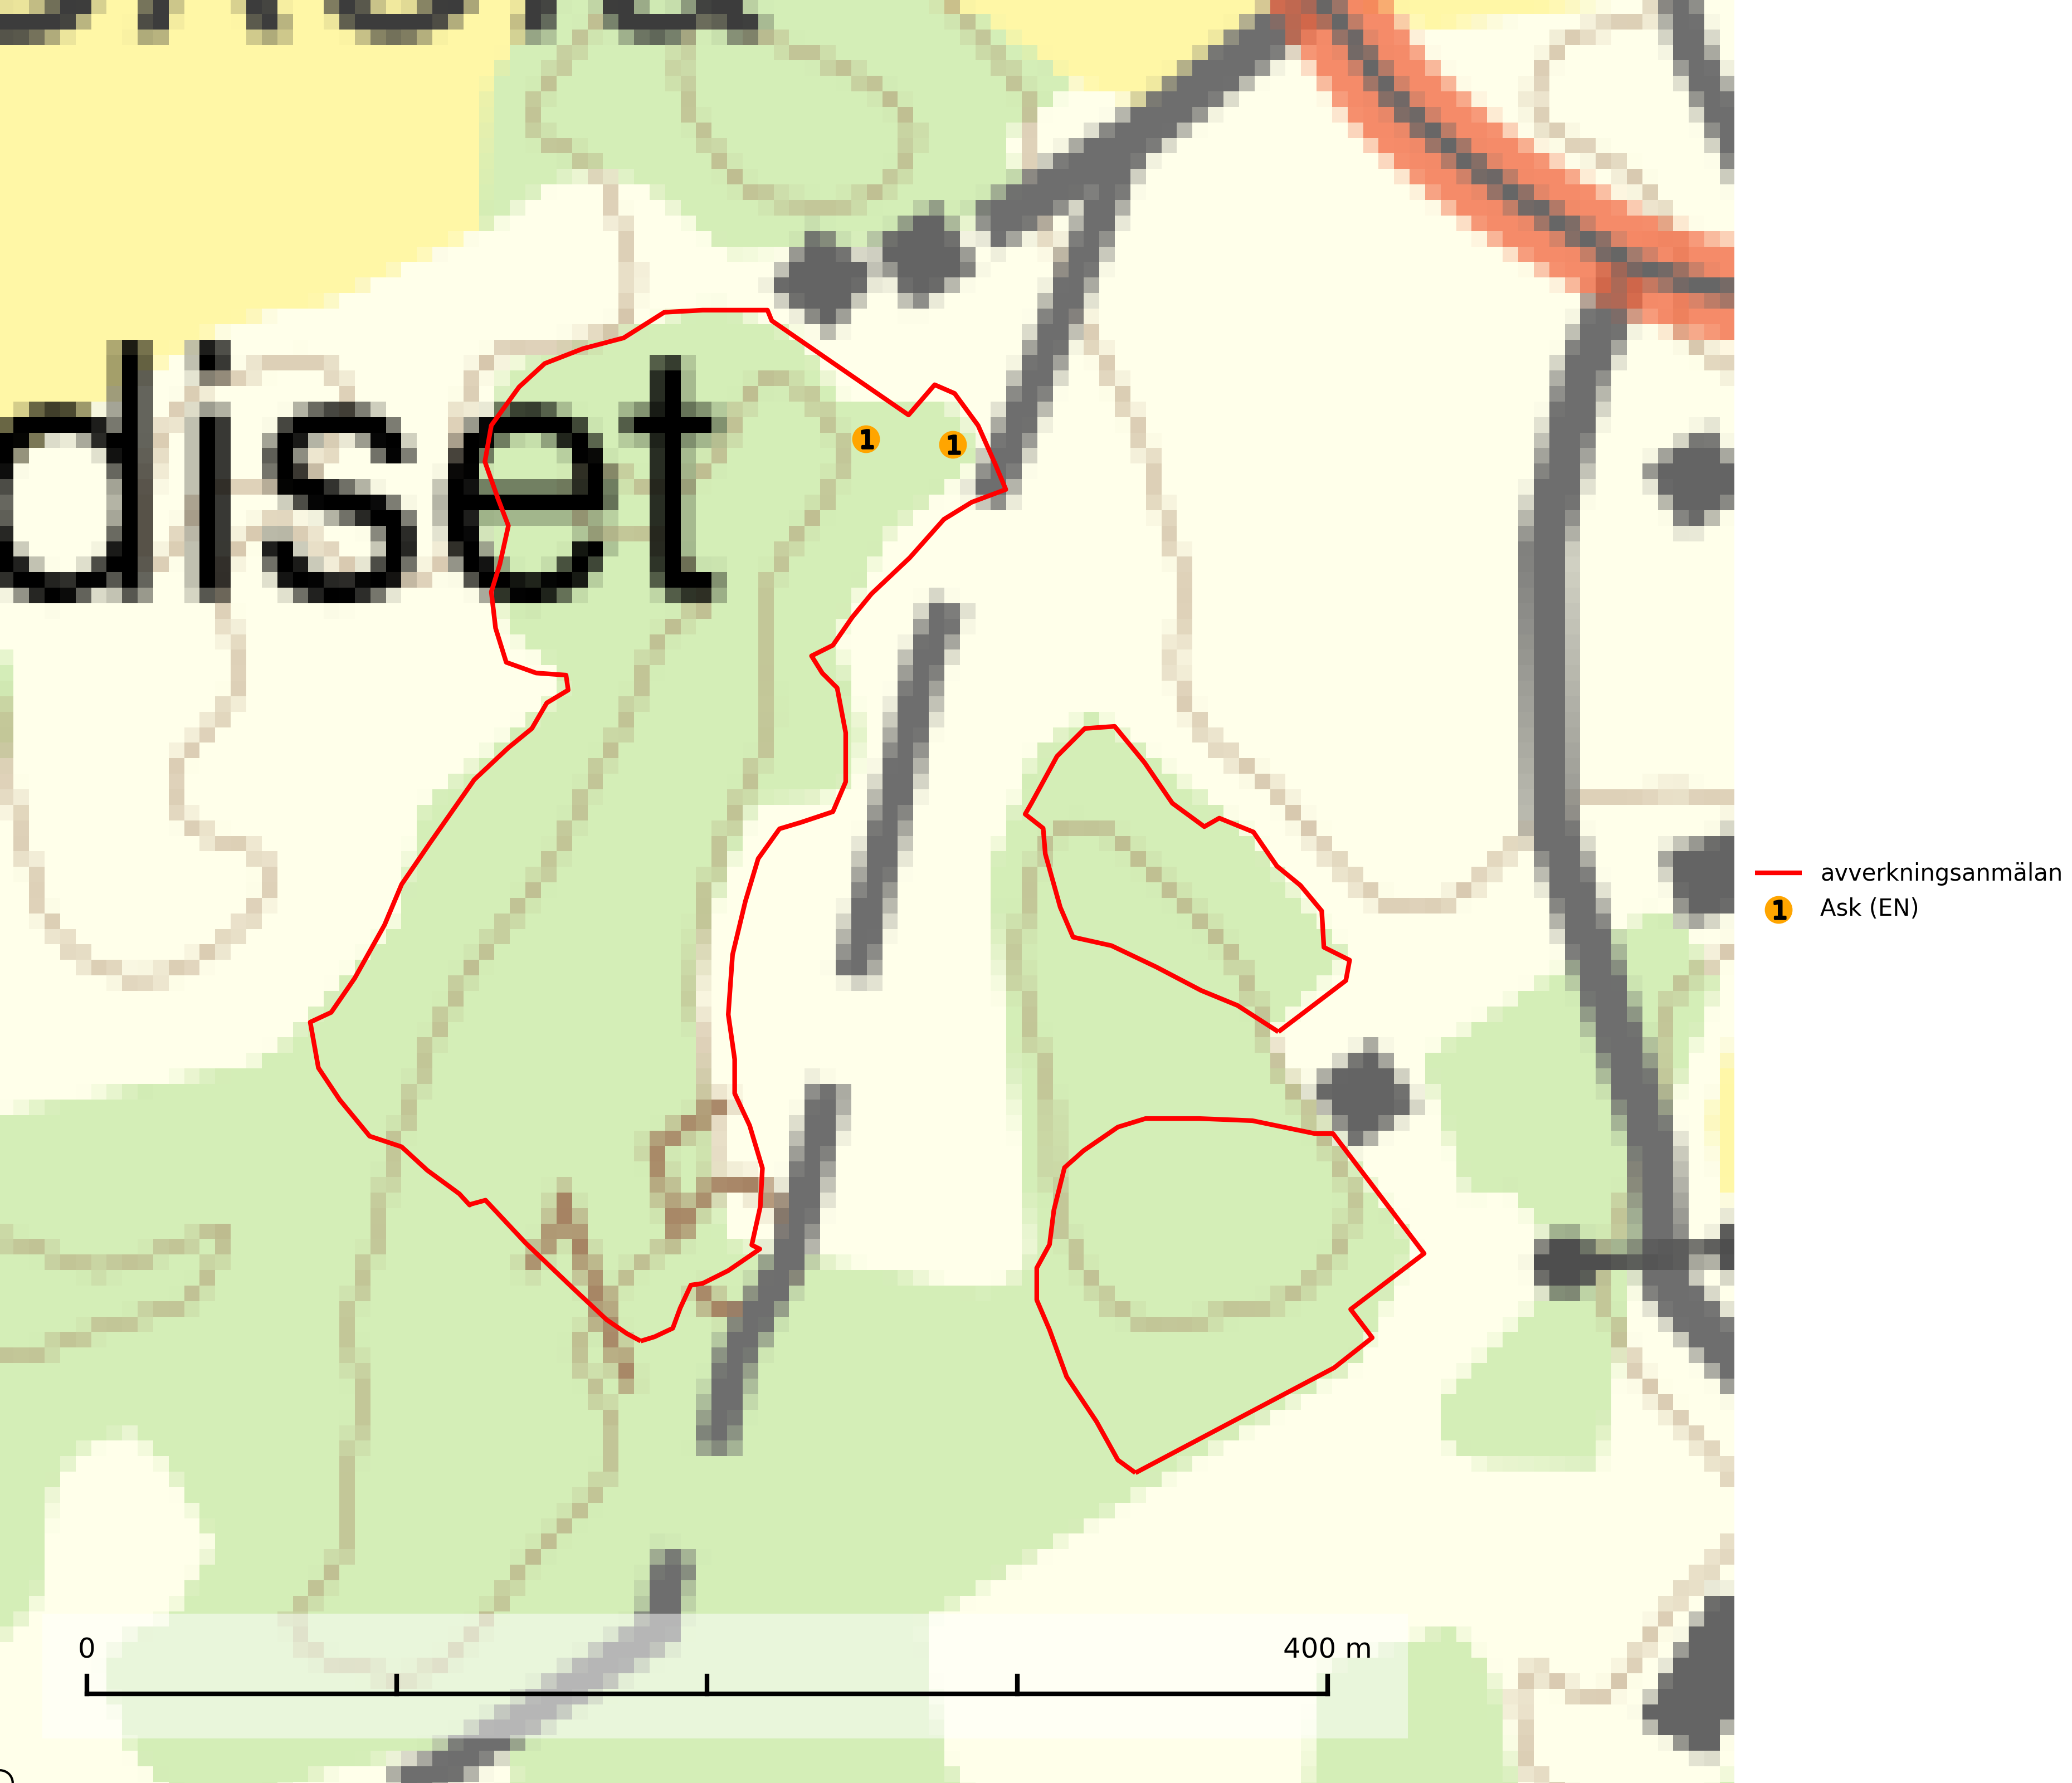 diset
1 1
avverkningsanmälan
1 Ask (EN)
0 400 m